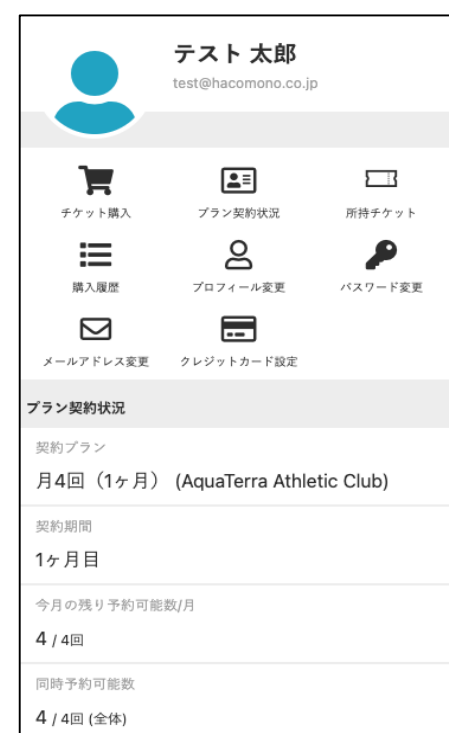 テスト 太郎
test@hacomono.co.jp
チケット購入 プラン契約状況 所持チケット
購入履歴 プロフィール変更 パスワード変更
メールアドレス変更 クレジットカード設定
プラン契約状況
契約プラン
月4回（1ヶ月） (AquaTerra Athletic Club)
契約期間
1ヶ月目
今月の残り予約可能数/月
4 / 4回
同時予約可能数
4 / 4回 (全体)